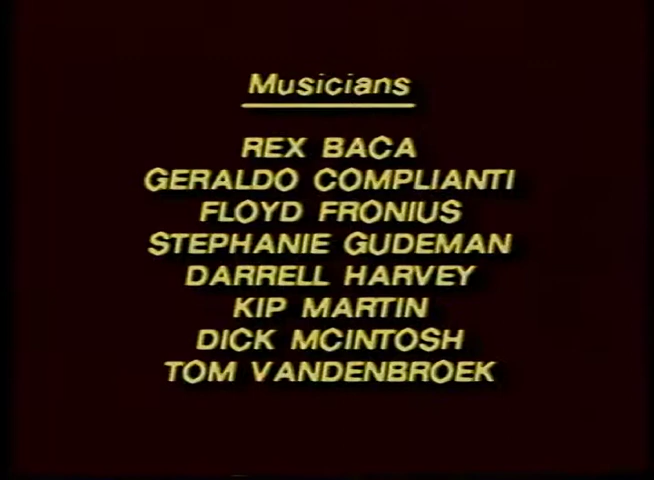 Musicians
REX BACA
GERALDO COMPLIANTI
FLOYD FRONIUS
STEPHANIE GUDEMAN
DARRELL HARVEY
KIP MARTIN
DICK MCINTOSH
TOM VANDENBROEK